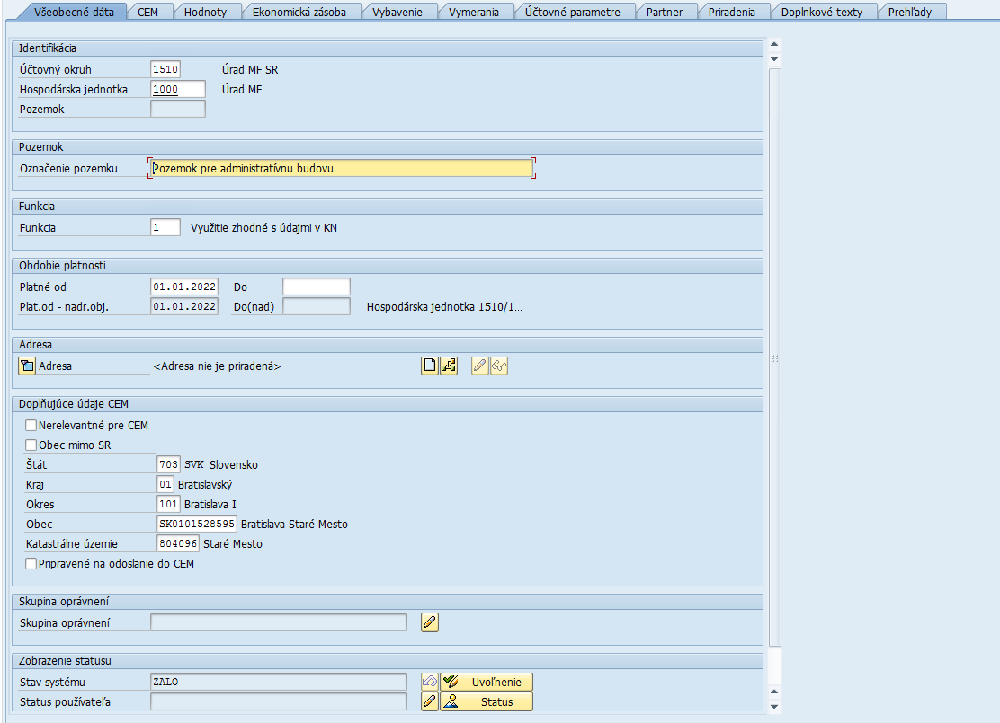 Všeobecné dáta CEM Hodnoty Ekonomická zásoba Vybavenie Vymerania Účtovné parametre Partner Priradenia Doplnkové texty Prehľady
Identifikácia
Účtovný okruh 1510 Úrad MF SR
Hospodárska jednotka 1000 Úrad MF
Pozemok
Pozemok
Označenie pozemku Pozemok pre administratívnu budovu
Funkcia
Funkcia 1 Využitie zhodné s údajmi v KN
Obdobie platnosti
Platné od 01.01.2022 Do
Plat.od - nadr.obj. 01.01.2022 Do(nad) Hospodárska jednotka 1510/1...
Adresa
Adresa <Adresa nie je priradená>
Doplňujúce údaje CEM
Nerelevantné pre CEM
Obec mimo SR
Štát 703 SVK Slovensko
Kraj 01 Bratislavský
Okres 101 Bratislava I
Obec SK0101528595 Bratislava-Staré Mesto
Katastrálne územie 804096 Staré Mesto
Pripravené na odoslanie do CEM
Skupina oprávnení
Skupina oprávnení
Zobrazenie statusu
Stav systému ZALO Uvoľnenie
Status používateľa Status